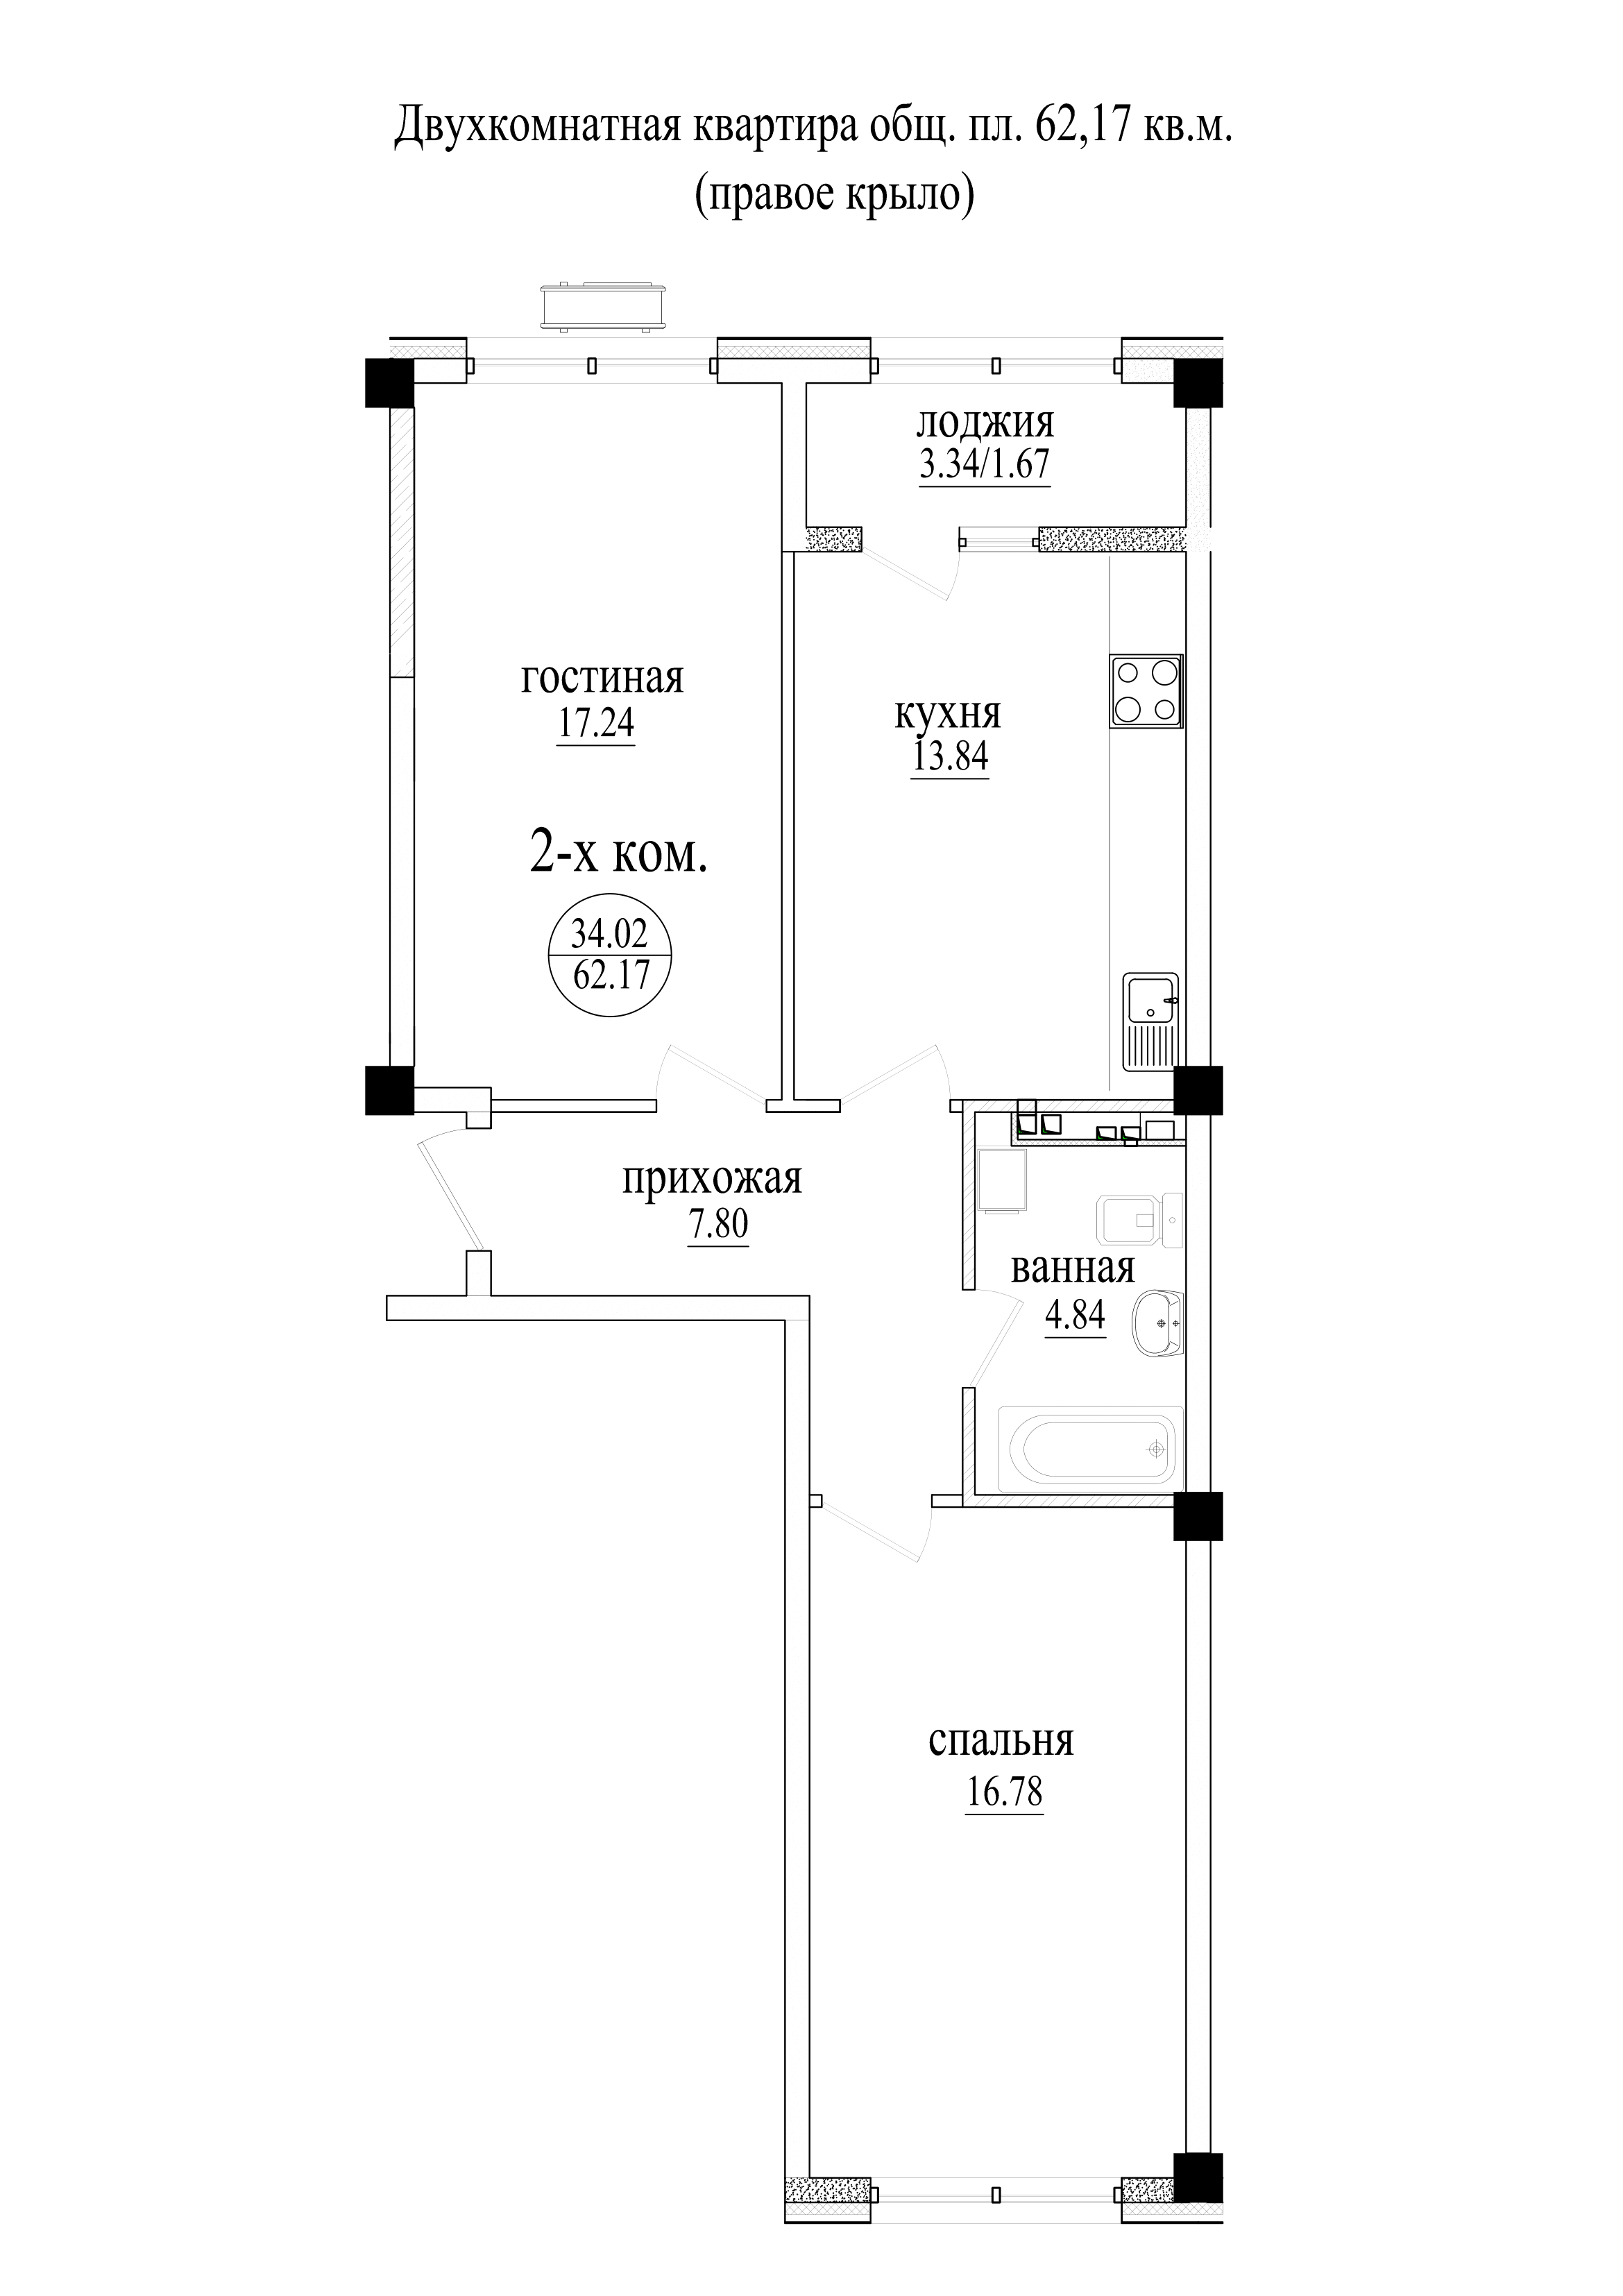 Двухкомнатная квартира общ. пл. 62,17 кв.м.
(правое крыло)
лоджия
3.34/1.67
гостиная
17.24
кухня
13.84
2-х ком.
34.02
62.17
прихожая
7.80
ванная
4.84
спальня
16.78